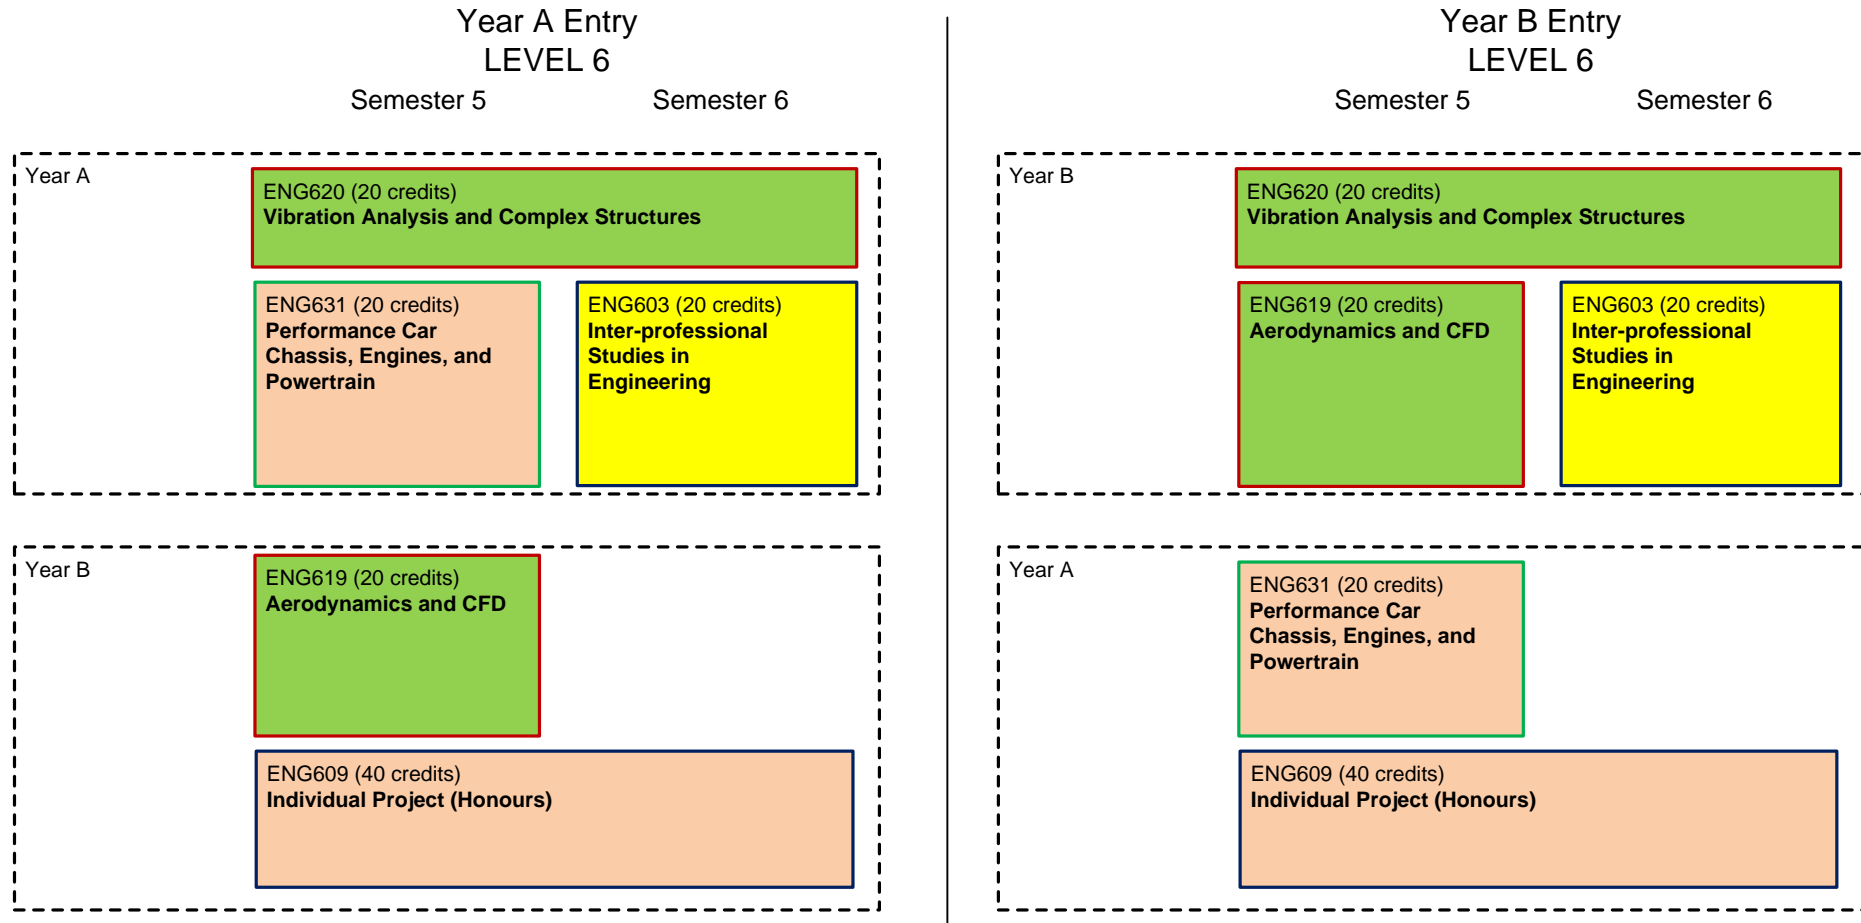 Year A Entry
LEVEL 6
Semester 5
Semester 6
Year A
ENG620 (20 credits)
Vibration Analysis and Complex Structures
ENG631 (20 credits)
Performance Car
Chassis, Engines, and
Powertrain
ENG603 (20 credits)
Inter-professional
Studies in
Engineering
Year B
ENG619 (20 credits)
Aerodynamics and CFD
ENG609 (40 credits)
Individual Project (Honours)
Year B Entry
LEVEL 6
Semester 5
Semester 6
Year B
ENG620 (20 credits)
Vibration Analysis and Complex Structures
ENG619 (20 credits)
Aerodynamics and CFD
ENG603 (20 credits)
Inter-professional
Studies in
Engineering
Year A
ENG631 (20 credits)
Performance Car
Chassis, Engines, and
Powertrain
ENG609 (40 credits)
Individual Project (Honours)